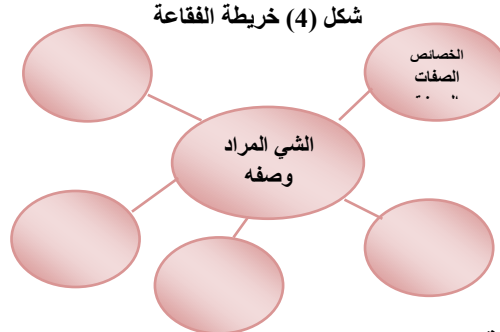 شكل (4) خريطة الفقاعة
الخصائص
الصفات
الشي المراد
وصفه